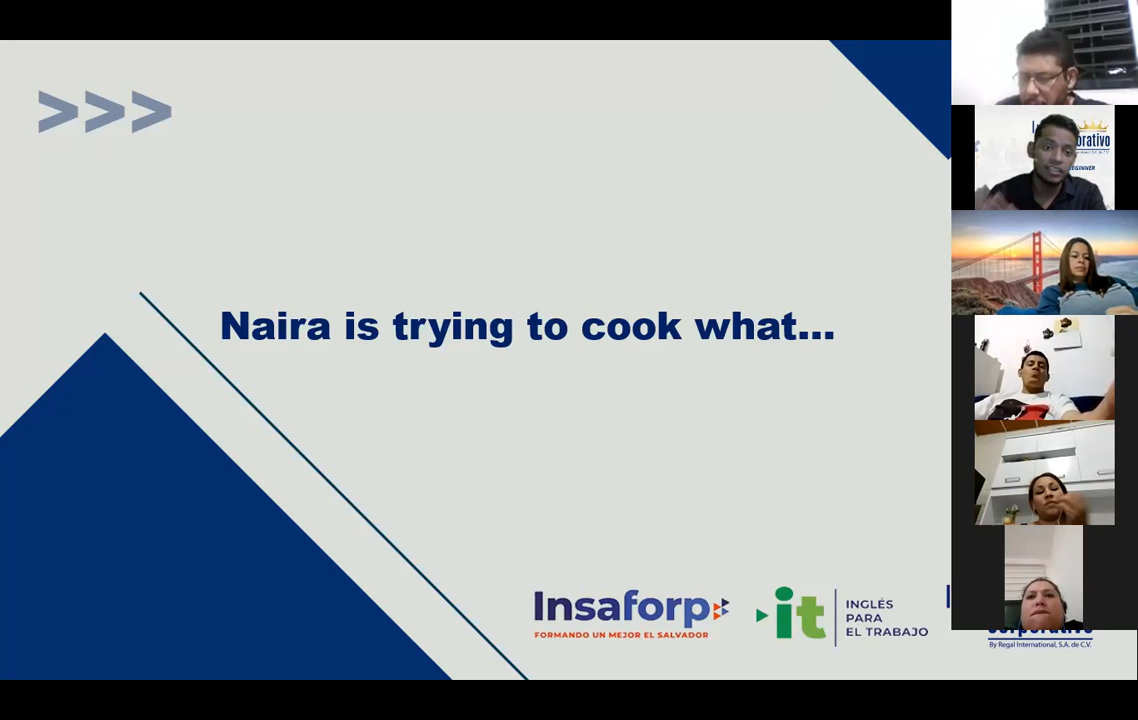 >>>
Naira is trying to cook what...
Insaforp
FORMANDO UN MEJOR EL SALVADOR
it
INGLÉS
PARA
EL TRABAJO
By Regal International, S.A. de C.V.